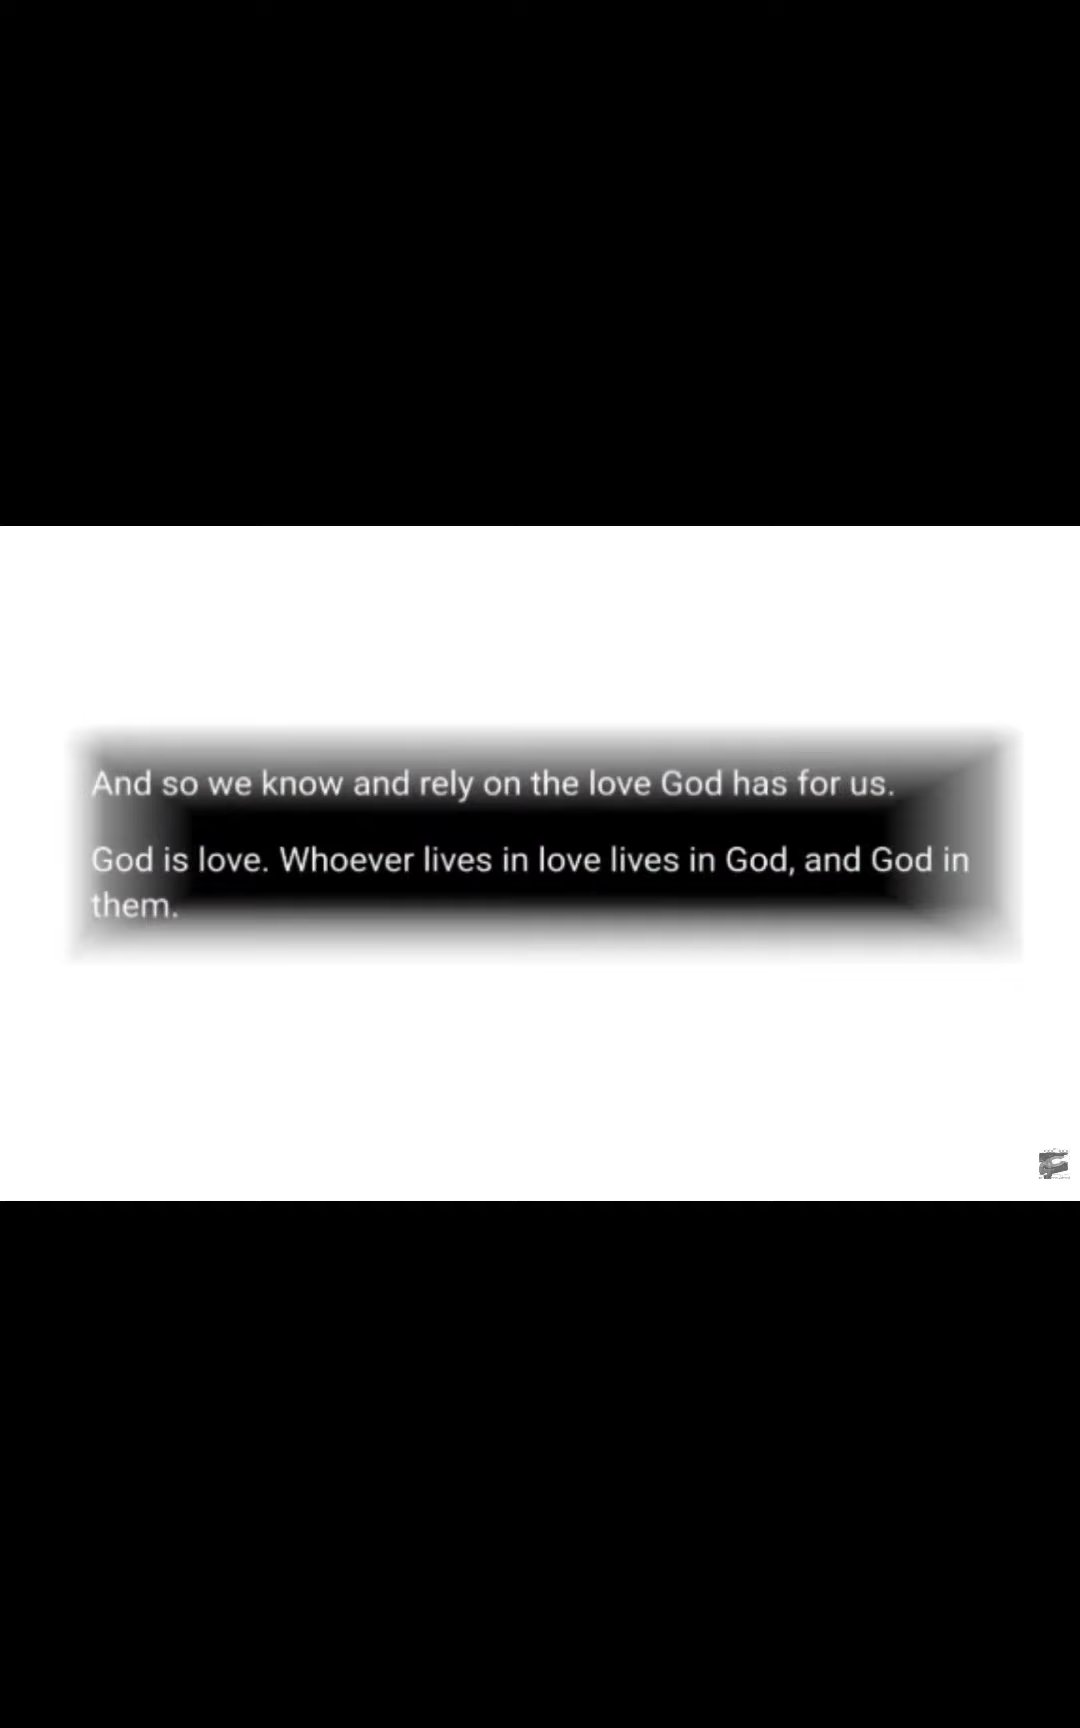 And so we know and rely on the love God has for us.
God is love. Whoever lives in love lives in God, and God in
them.